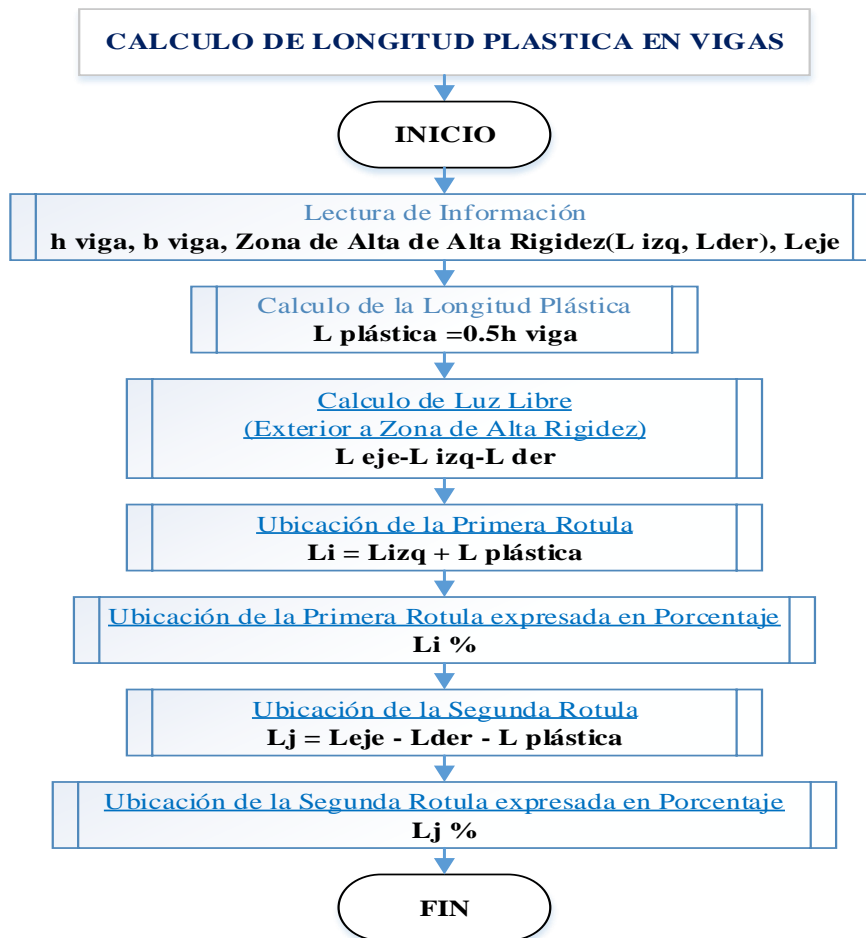 CALCULO DE LONGITUD PLASTICA EN VIGAS
INICIO
Lectura de Información
h viga, b viga, Zona de Alta de Alta Rigidez(L izq, Lder), Leje
Calculo de la Longitud Plástica
L plástica =0.5h viga
Calculo de Luz Libre
(Exterior a Zona de Alta Rigidez)
L eje-L izq-L der
Ubicación de la Primera Rotula
Li = Lizq + L plástica
Ubicación de la Primera Rotula expresada en Porcentaje
Li %
Ubicación de la Segunda Rotula
Lj = Leje - Lder - L plástica
Ubicación de la Segunda Rotula expresada en Porcentaje
Lj %
FIN